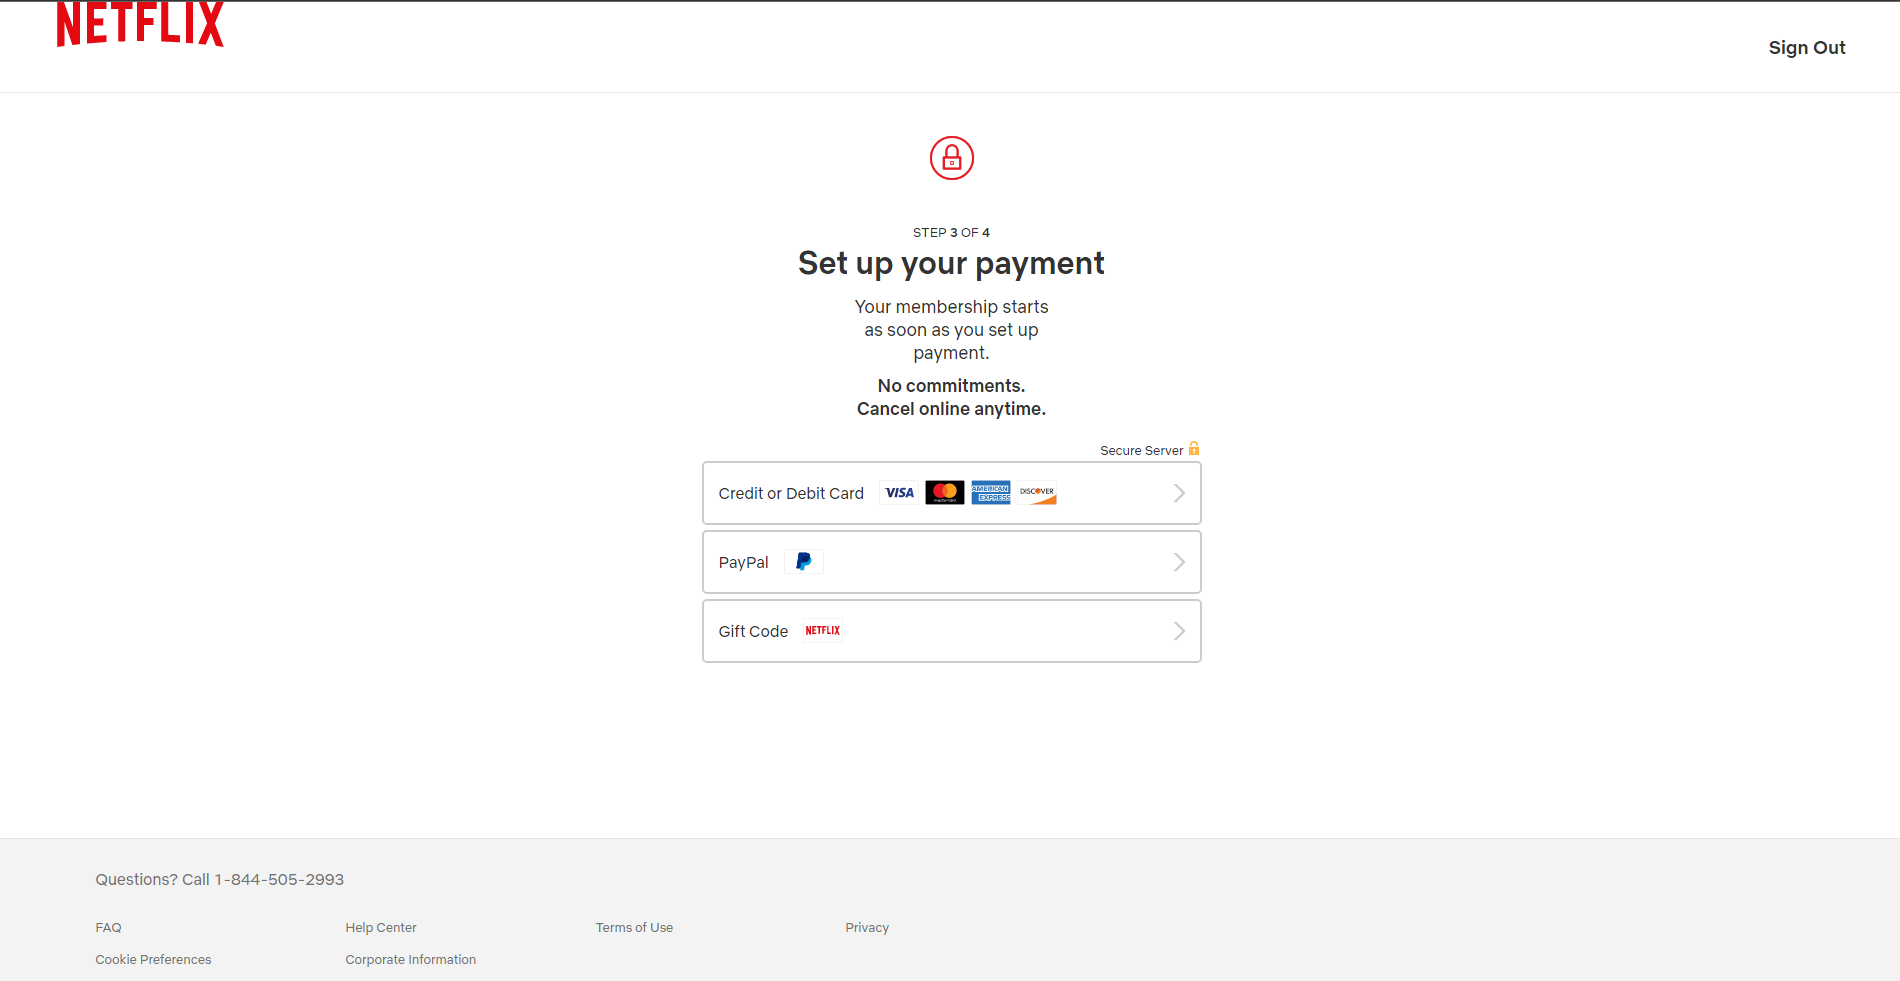 NETFLIX
Sign Out
STEP 3 OF 4
Set up your payment
Your membership starts
as soon as you set up
payment.
No commitments.
Cancel online anytime.
Secure Server
Credit or Debit Card VISA mastercard AMERICAN EXPRESS DISCOVER
PayPal
Gift Code NETFLIX
Questions? Call 1-844-505-2993
FAQ Help Center Terms of Use Privacy
Cookie Preferences Corporate Information